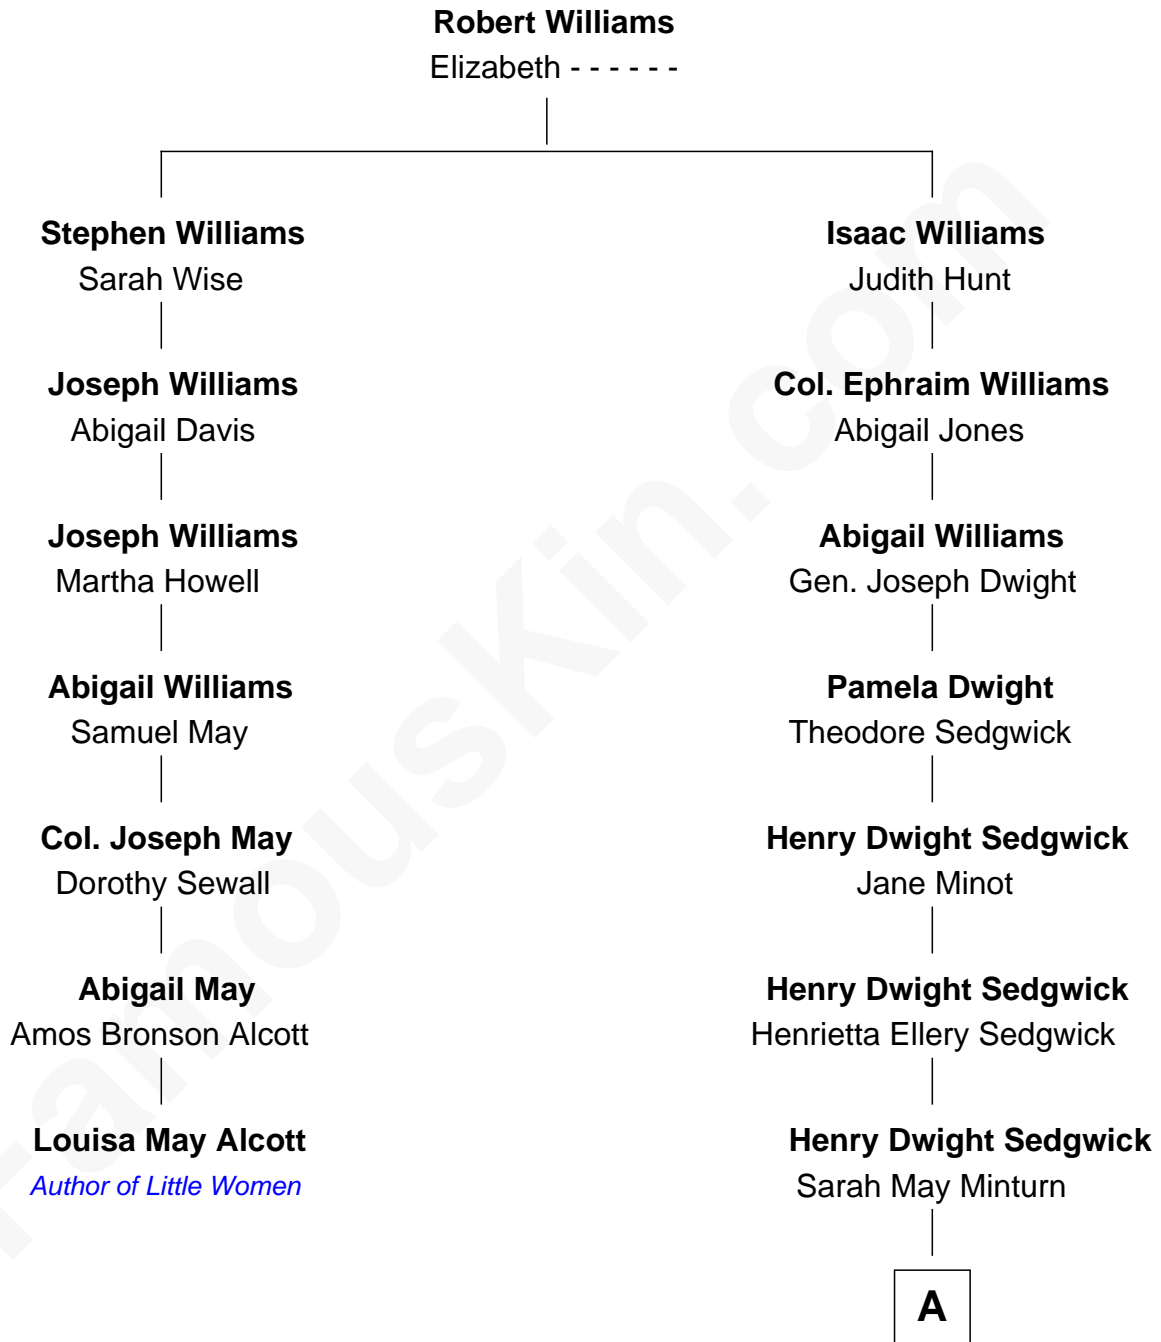 Robert Williams
Elizabeth - - - - - -
Stephen Williams
Sarah Wise
Joseph Williams
Abigail Davis
Joseph Williams
Martha Howell
Abigail Williams
Samuel May
Col. Joseph May
Dorothy Sewall
Abigail May
Amos Bronson Alcott
Louisa May Alcott
Author of Little Women
Isaac Williams
Judith Hunt
Col. Ephraim Williams
Abigail Jones
Abigail Williams
Gen. Joseph Dwight
Pamela Dwight
Theodore Sedgwick
Henry Dwight Sedgwick
Jane Minot
Henry Dwight Sedgwick
Henrietta Ellery Sedgwick
Henry Dwight Sedgwick
Sarah May Minturn
A
FamousKin.com